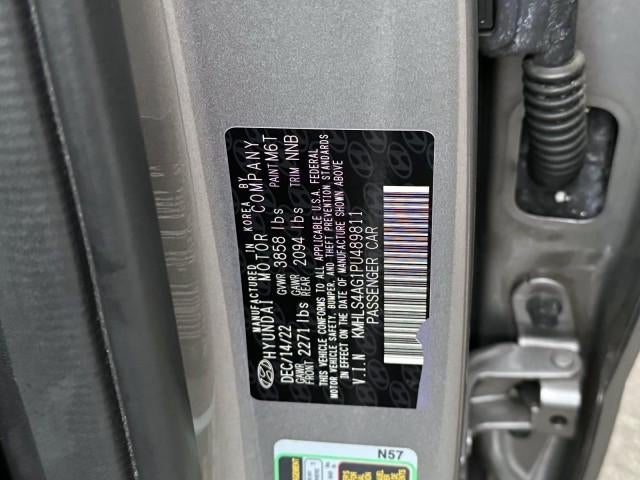 MANUFACTURED IN KOREA BY
HYUNDAI MOTOR COMPANY
DEC/14/22 GVWR 3858 lbs PAINT M6T
GAWR FRONT 2271 lbs GAWR REAR 2094 lbs TRIM NNB
THIS VEHICLE CONFORMS TO ALL APPLICABLE U.S.A. FEDERAL
MOTOR VEHICLE SAFETY, BUMPER, AND THEFT PREVENTION STANDARDS
IN EFFECT ON THE DATE OF MANUFACTURE SHOWN ABOVE
V.I.N KMHLS4AG1PU489811
PASSENGER CAR
N57